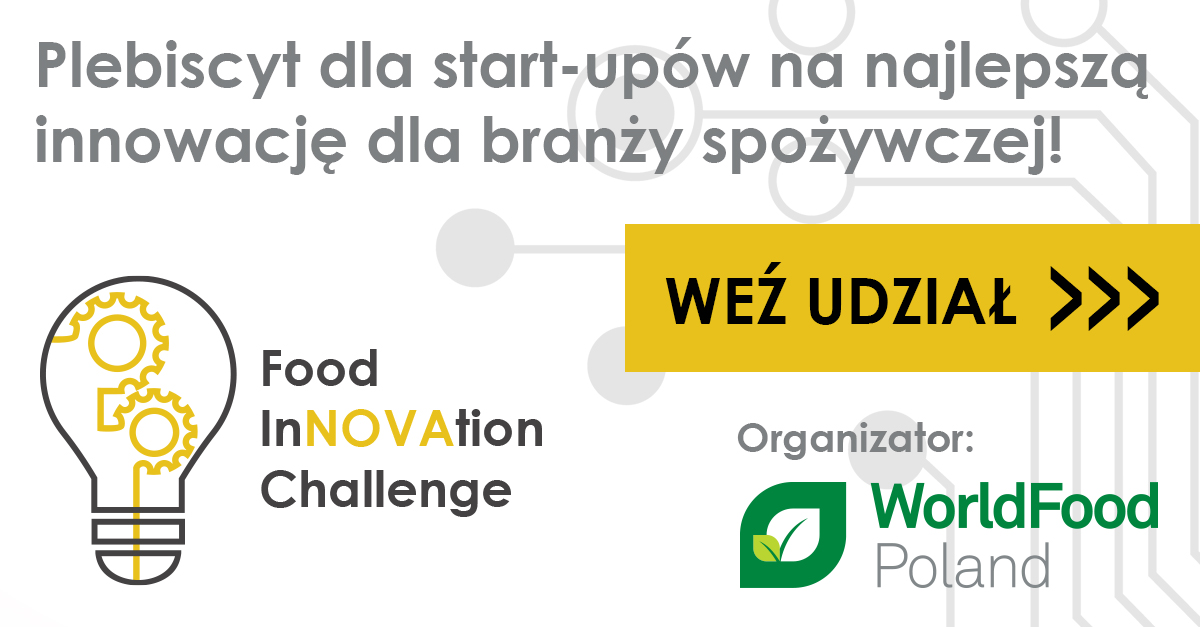 Plebiscyt dla start-upów na najlepszą
innowację dla branży spożywczej!
WEŹ UDZIAŁ >>>
Food
InNOVAtion
Challenge
Organizator:
WorldFood
Poland